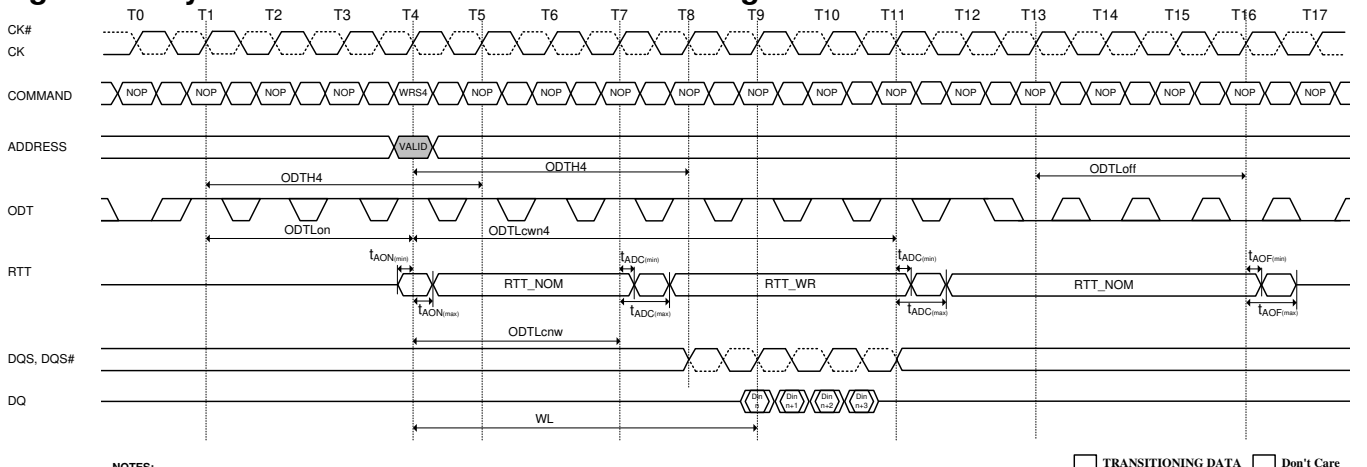 T0 T1 T2 T3 T4 T5 T6 T7 T8 T9 T10 T11 T12 T13 T14 T15 T16 T17
CK#
CK
COMMAND NOP NOP NOP NOP WRS4 NOP NOP NOP NOP NOP NOP NOP NOP NOP NOP NOP NOP NOP
ADDRESS VALID
ODTH4 ODTH4 ODTLoff
ODT
ODTLon ODTLcwn4
tAON(min) tADC(min) tADC(min) tAOF(min)
RTT RTT_NOM RTT_WR RTT_NOM
tAON(max) tADC(max) tADC(max) tAOF(max)
ODTLcnw
DQS, DQS#
DQ Din n Din n+1 Din n+2 Din n+3
WL
NOTES:
TRANSITIONING DATA Don't Care